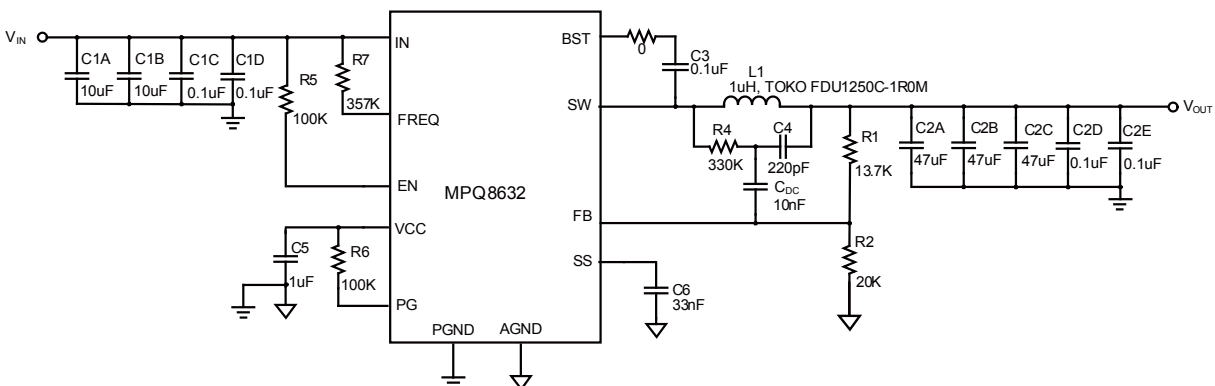 VIN
C1A
10uF
C1B
10uF
C1C
0.1uF
C1D
0.1uF
R5
100K
R7
357K
IN
FREQ
EN
VCC
PG
PGND
AGND
MPQ8632
BST
SW
FB
SS
C5
1uF
R6
100K
0
C3
0.1uF
L1
1uH, TOKO FDU1250C-1R0M
R4
330K
C4
220pF
CDC
10nF
R1
13.7K
R2
20K
C6
33nF
C2A
47uF
C2B
47uF
C2C
47uF
C2D
0.1uF
C2E
0.1uF
VOUT